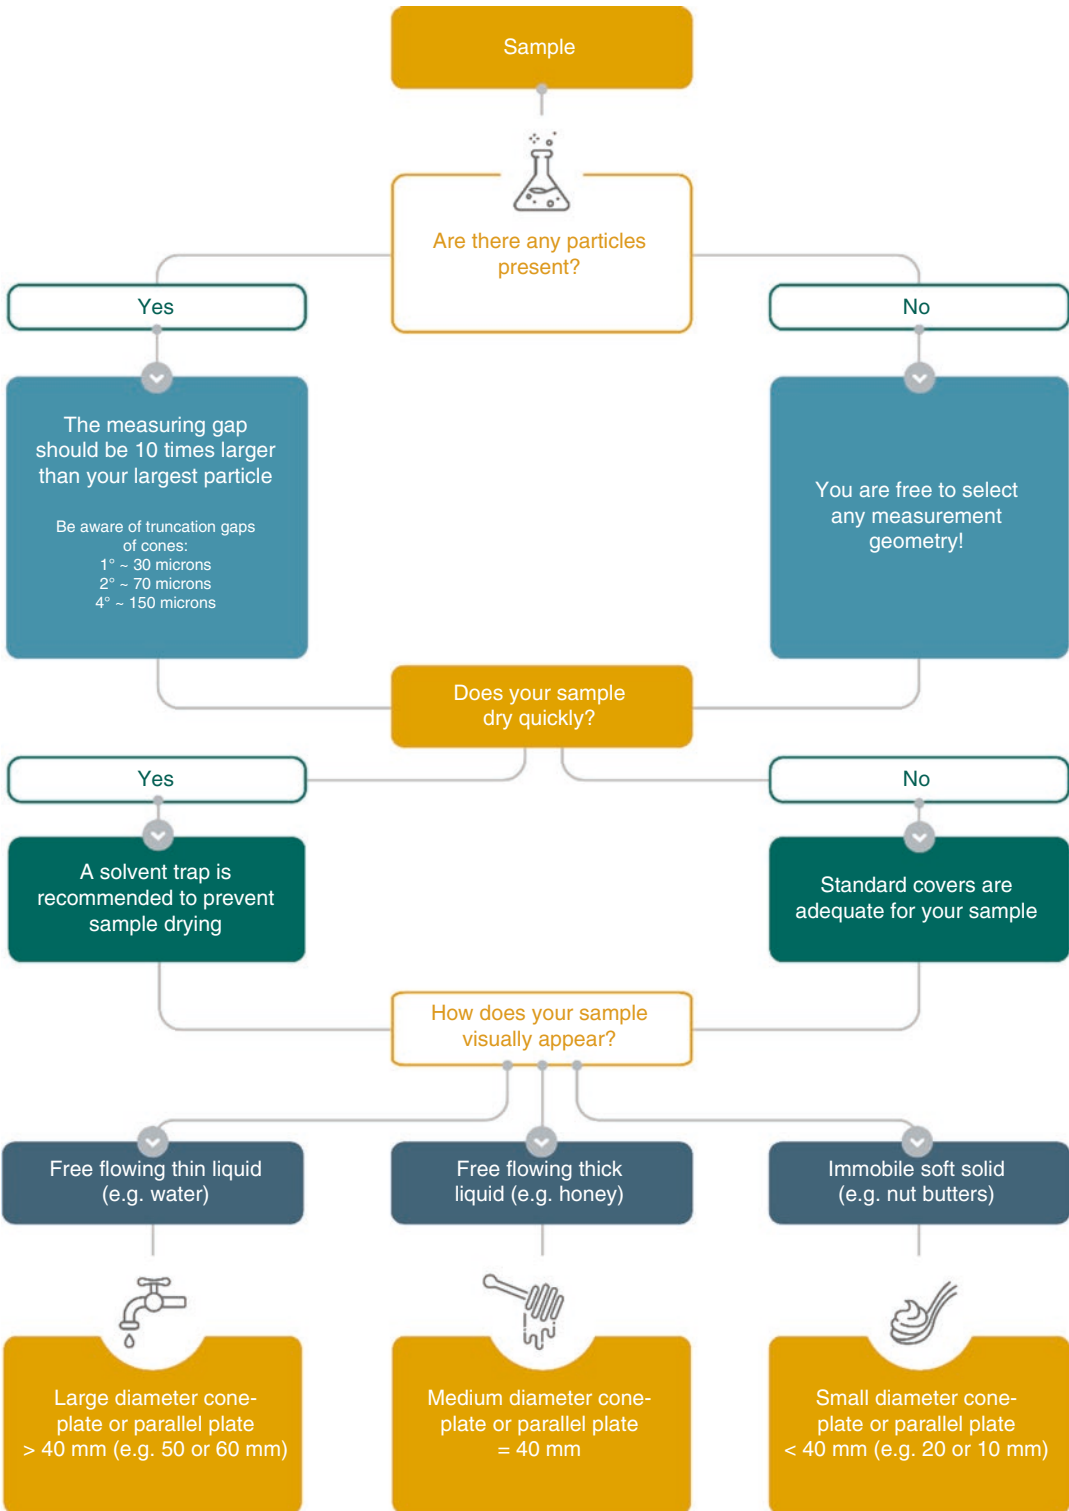 Sample
Are there any particles
present?
Yes
No
The measuring gap
should be 10 times larger
than your largest particle
Be aware of truncation gaps
of cones:
1° ~ 30 microns
2° ~ 70 microns
4° ~ 150 microns
You are free to select
any measurement
geometry!
Does your sample
dry quickly?
Yes
No
A solvent trap is
recommended to prevent
sample drying
Standard covers are
adequate for your sample
How does your sample
visually appear?
Free flowing thin liquid
(e.g. water)
Free flowing thick
liquid (e.g. honey)
Immobile soft solid
(e.g. nut butters)
Large diameter cone-
plate or parallel plate
> 40 mm (e.g. 50 or 60 mm)
Medium diameter cone-
plate or parallel plate
= 40 mm
Small diameter cone-
plate or parallel plate
< 40 mm (e.g. 20 or 10 mm)